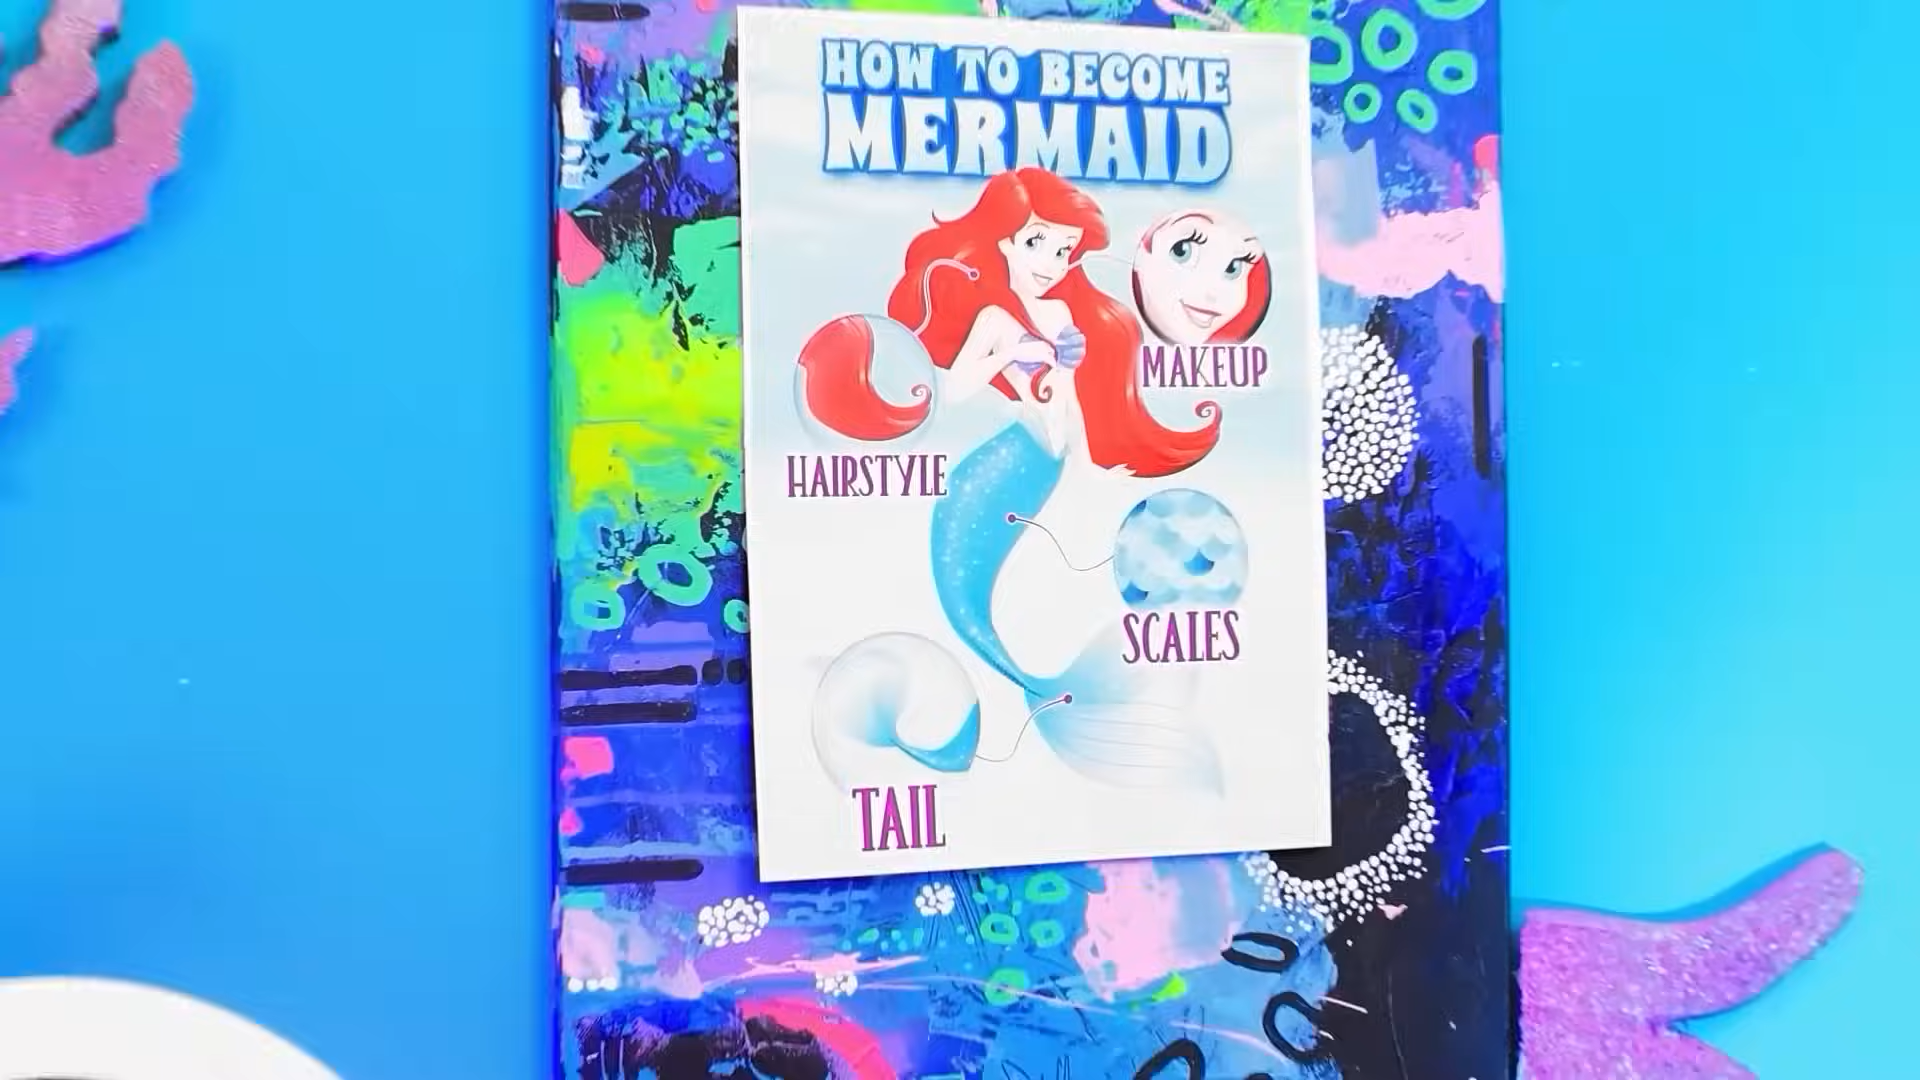 HOW TO BECOME
MERMAID
MAKEUP
HAIRSTYLE
SCALES
TAIL